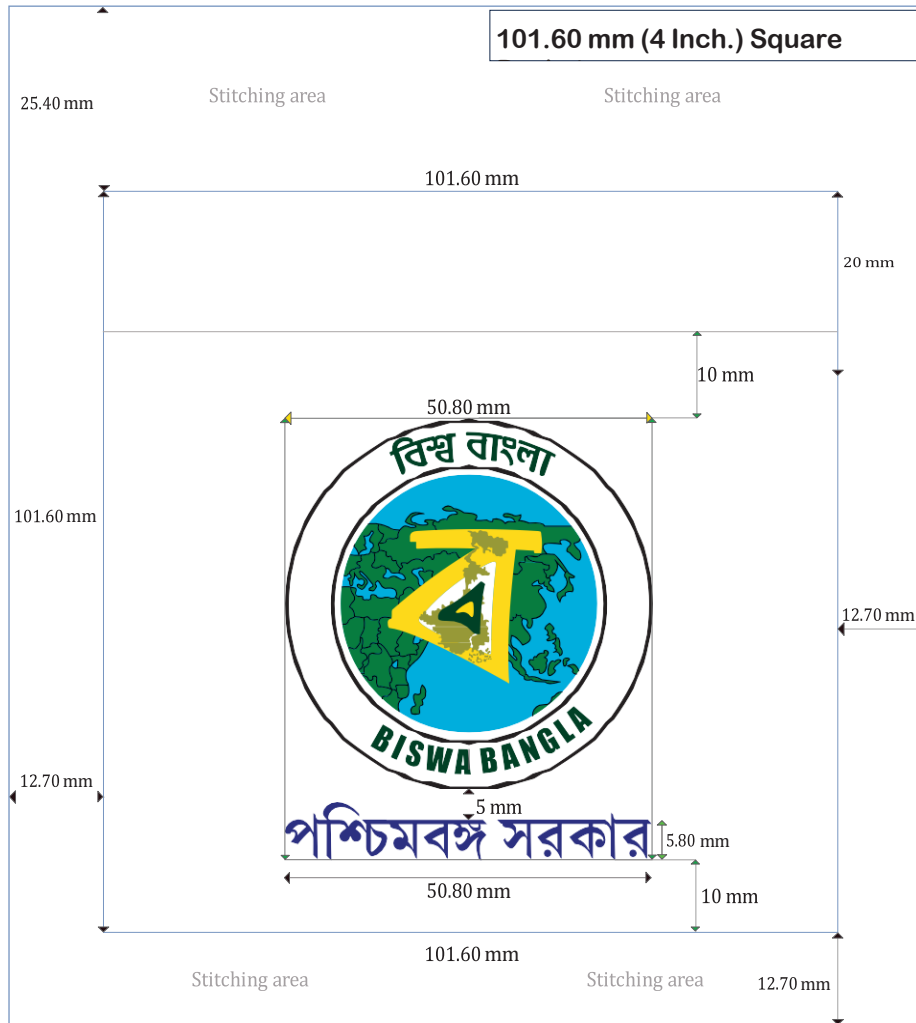 101.60 mm (4 Inch.) Square
Stitching area Stitching area
25.40 mm
101.60 mm
20 mm
10 mm
50.80 mm
বিশ্ব বাংলা
101.60 mm
12.70 mm
BISWA BANGLA
12.70 mm
5 mm
পশ্চিমবঙ্গ সরকার
5.80 mm
50.80 mm
10 mm
101.60 mm
Stitching area Stitching area
12.70 mm